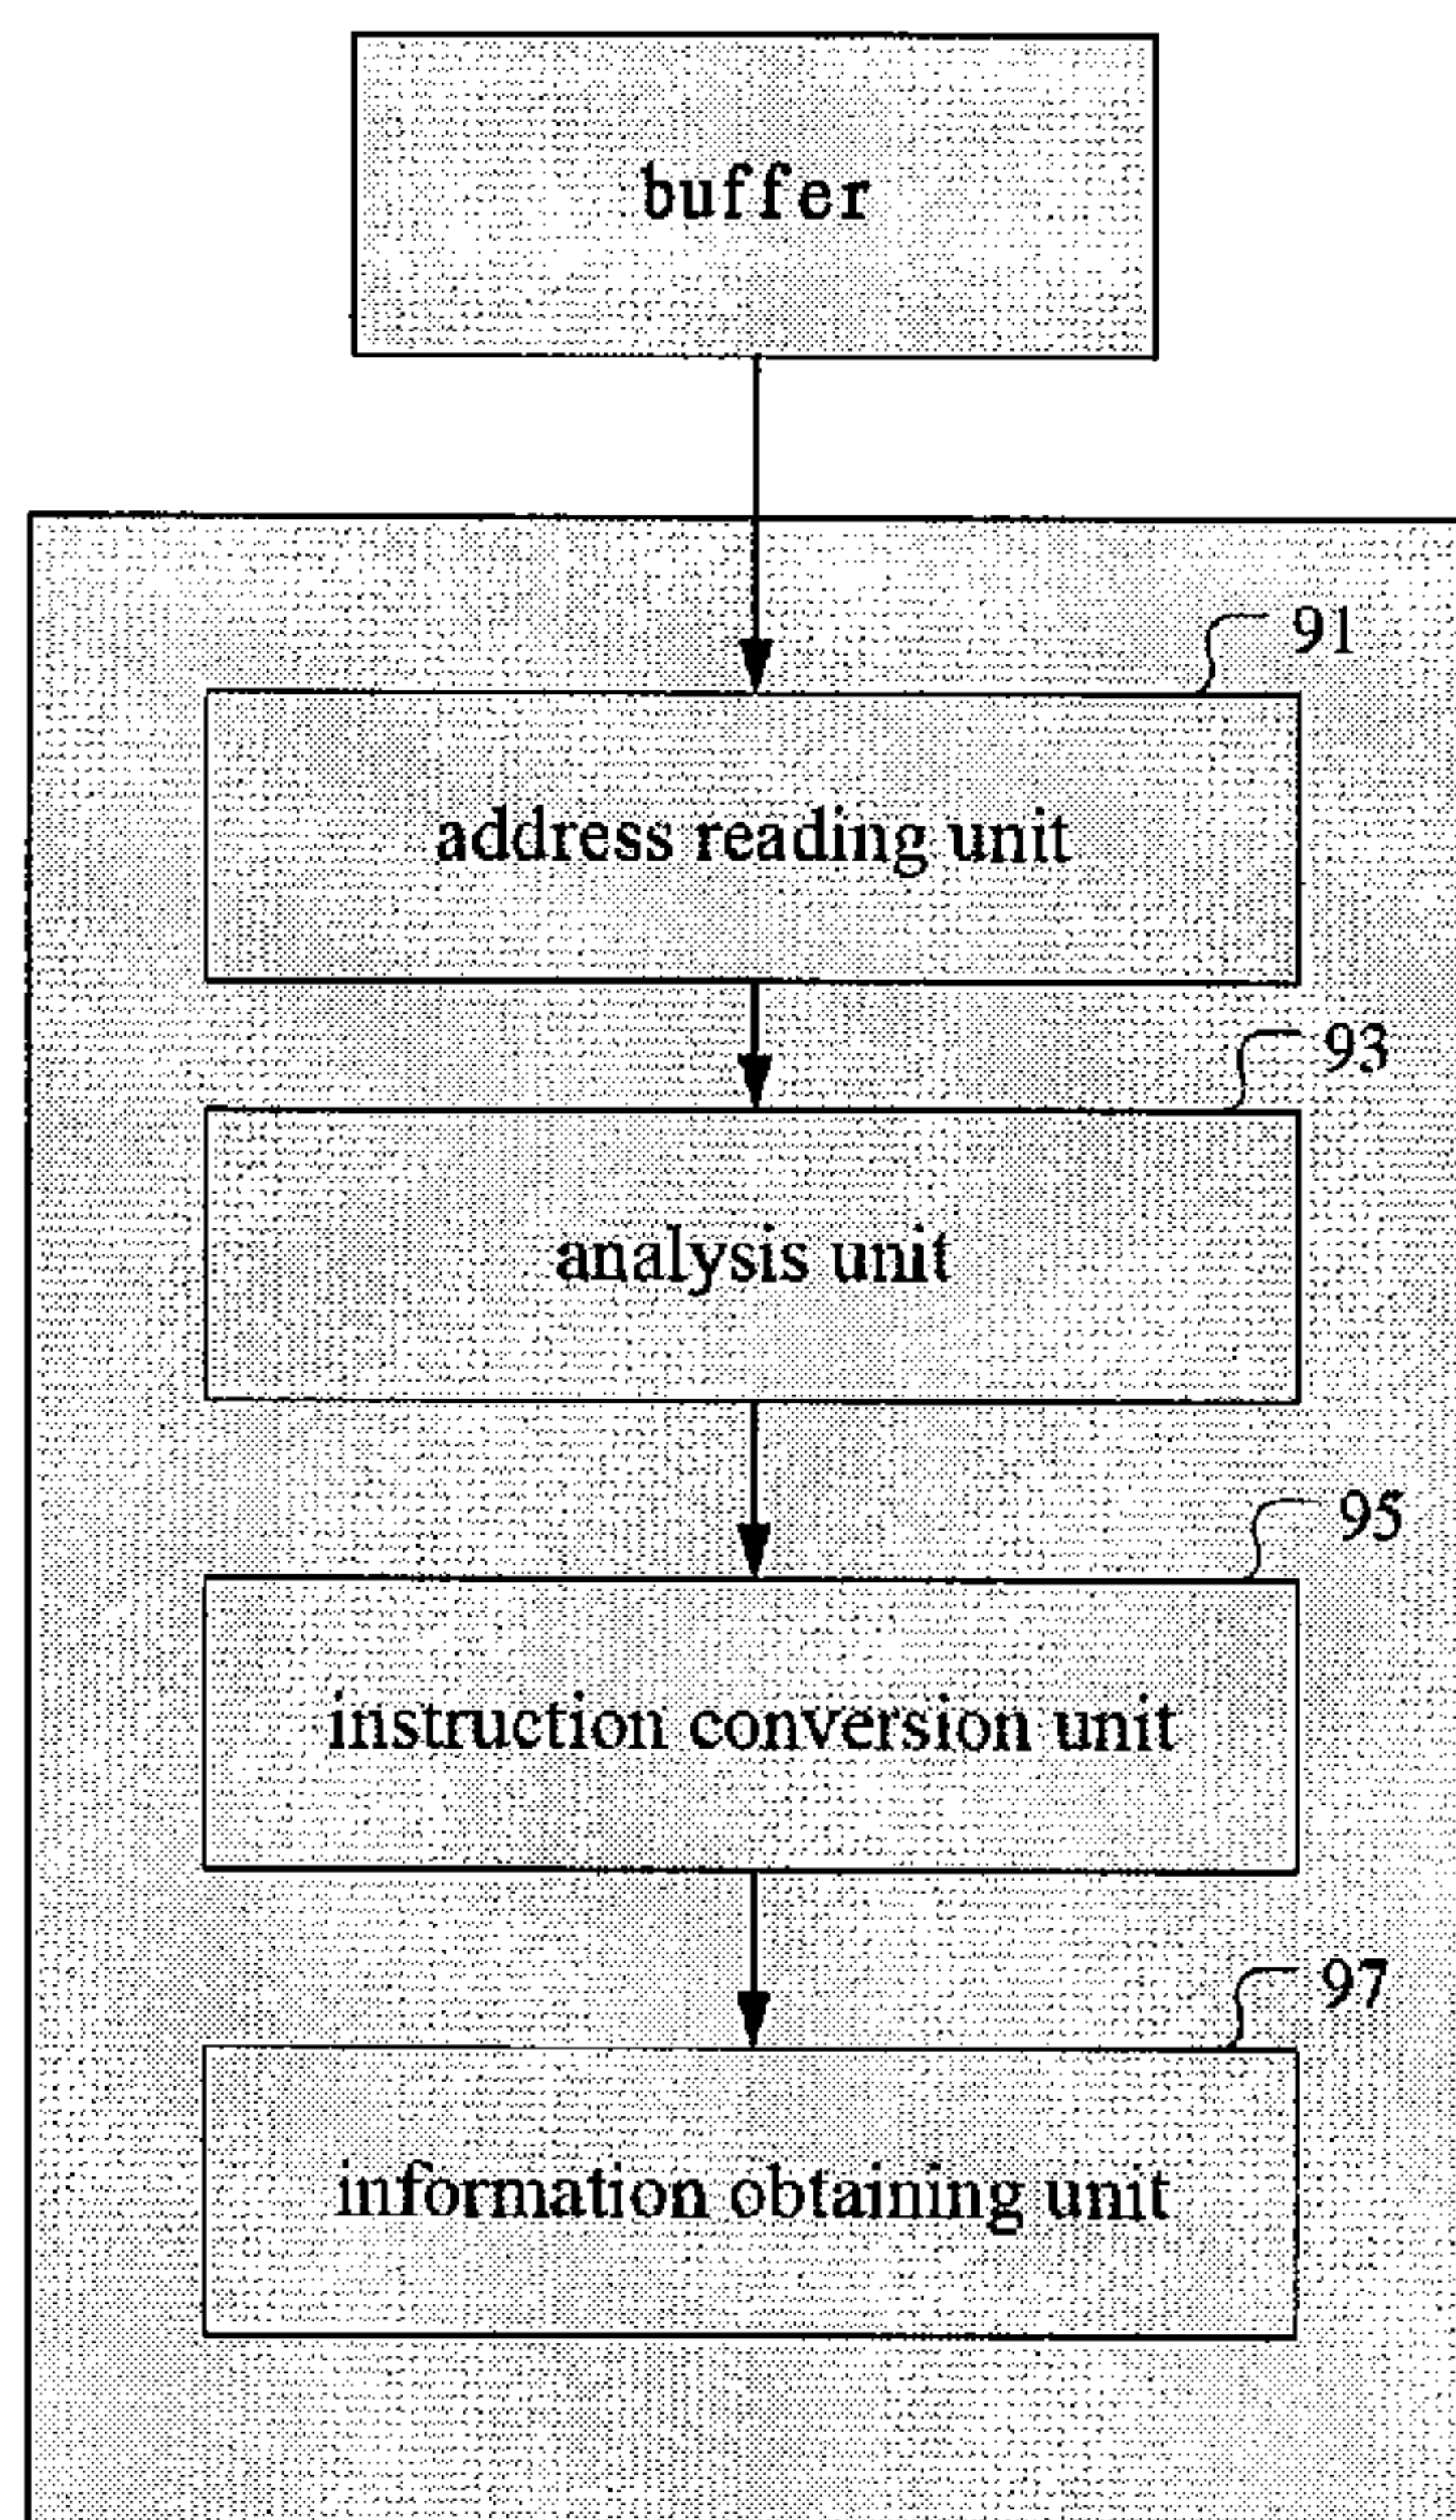 buffer
91
address reading unit
93
analysis unit
95
instruction conversion unit
97
information obtaining unit